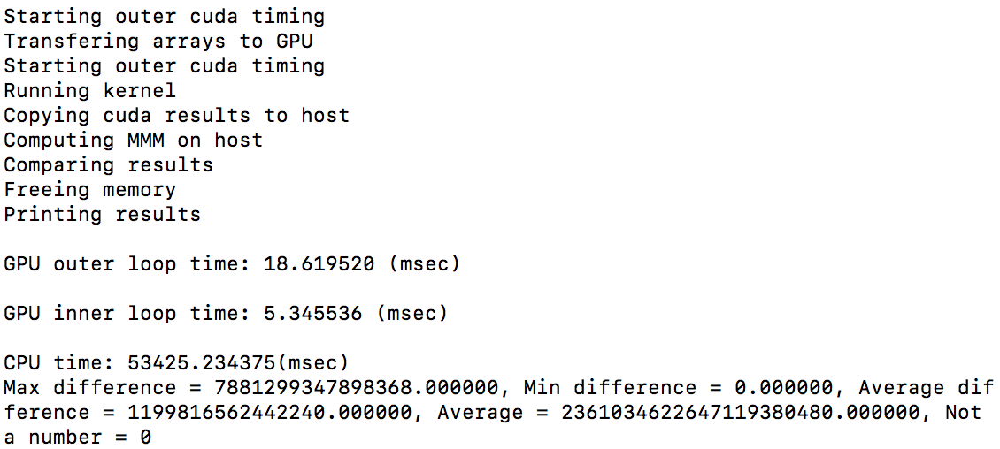 Starting outer cuda timing
Transfering arrays to GPU
Starting outer cuda timing
Running kernel
Copying cuda results to host
Computing MMM on host
Comparing results
Freeing memory
Printing results
GPU outer loop time: 18.619520 (msec)
GPU inner loop time: 5.345536 (msec)
CPU time: 53425.234375(msec)
Max difference = 7881299347898368.000000, Min difference = 0.000000, Average dif
ference = 1199816562442240.000000, Average = 2361034622647119380480.000000, Not
a number = 0